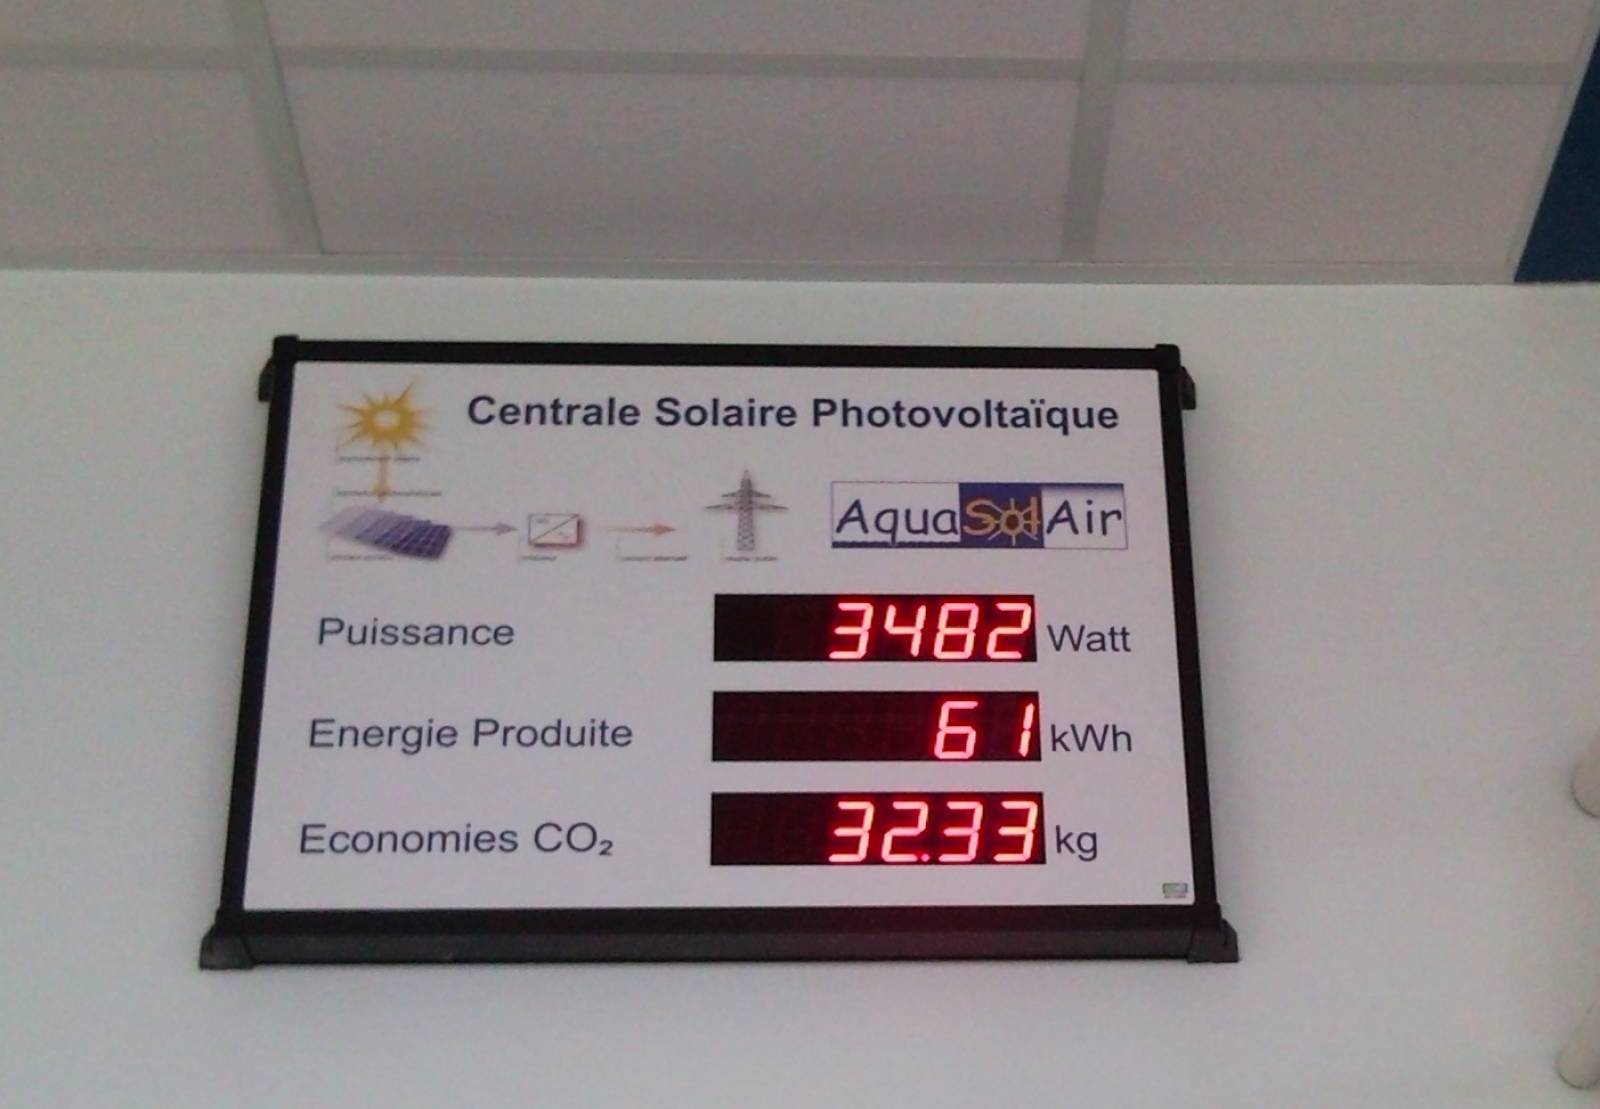 Centrale Solaire Photovoltaïque
AquaSolAir
Puissance 3482 Watt
Energie Produite 61 kWh
Economies CO₂ 32.33 kg